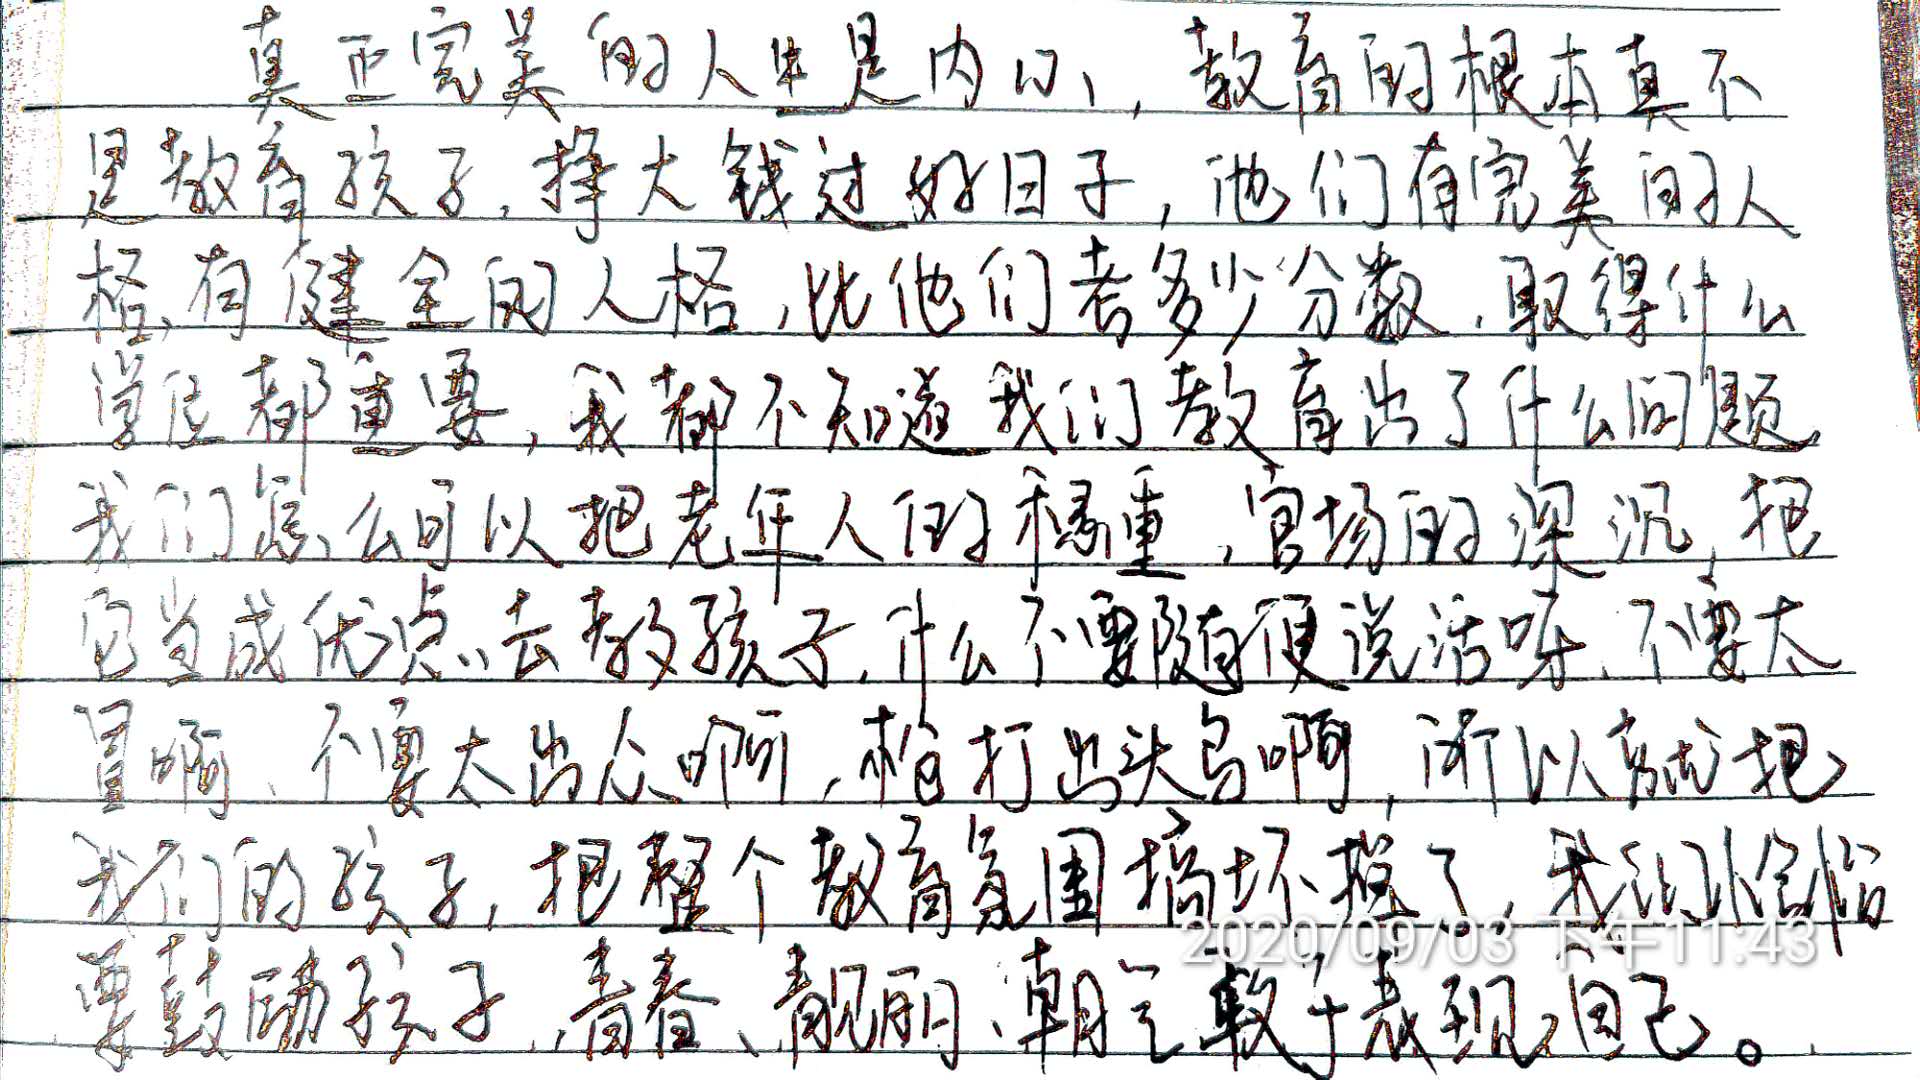 真正完美的人生是内心，教育的根本真不
是教育孩子，挣大钱过好日子，他们有完美的人
格，有健全的人格，比他们考多少分数，取得什么
学位都重要，我都不知道我们教育出了什么问题
我们怎么可以把老年人的稳重，官场的深沉，把
它当成优点去教孩子，什么不要随便说话呀、不要太
冒啊、不要太出众啊，枪打出头鸟啊，所以就把
我们的孩子，把整个教育氛围搞坏掉了，我们恰恰
要鼓励孩子，青春、靓丽、朝气敢于表现自己。
2020/09/03 下午11:43